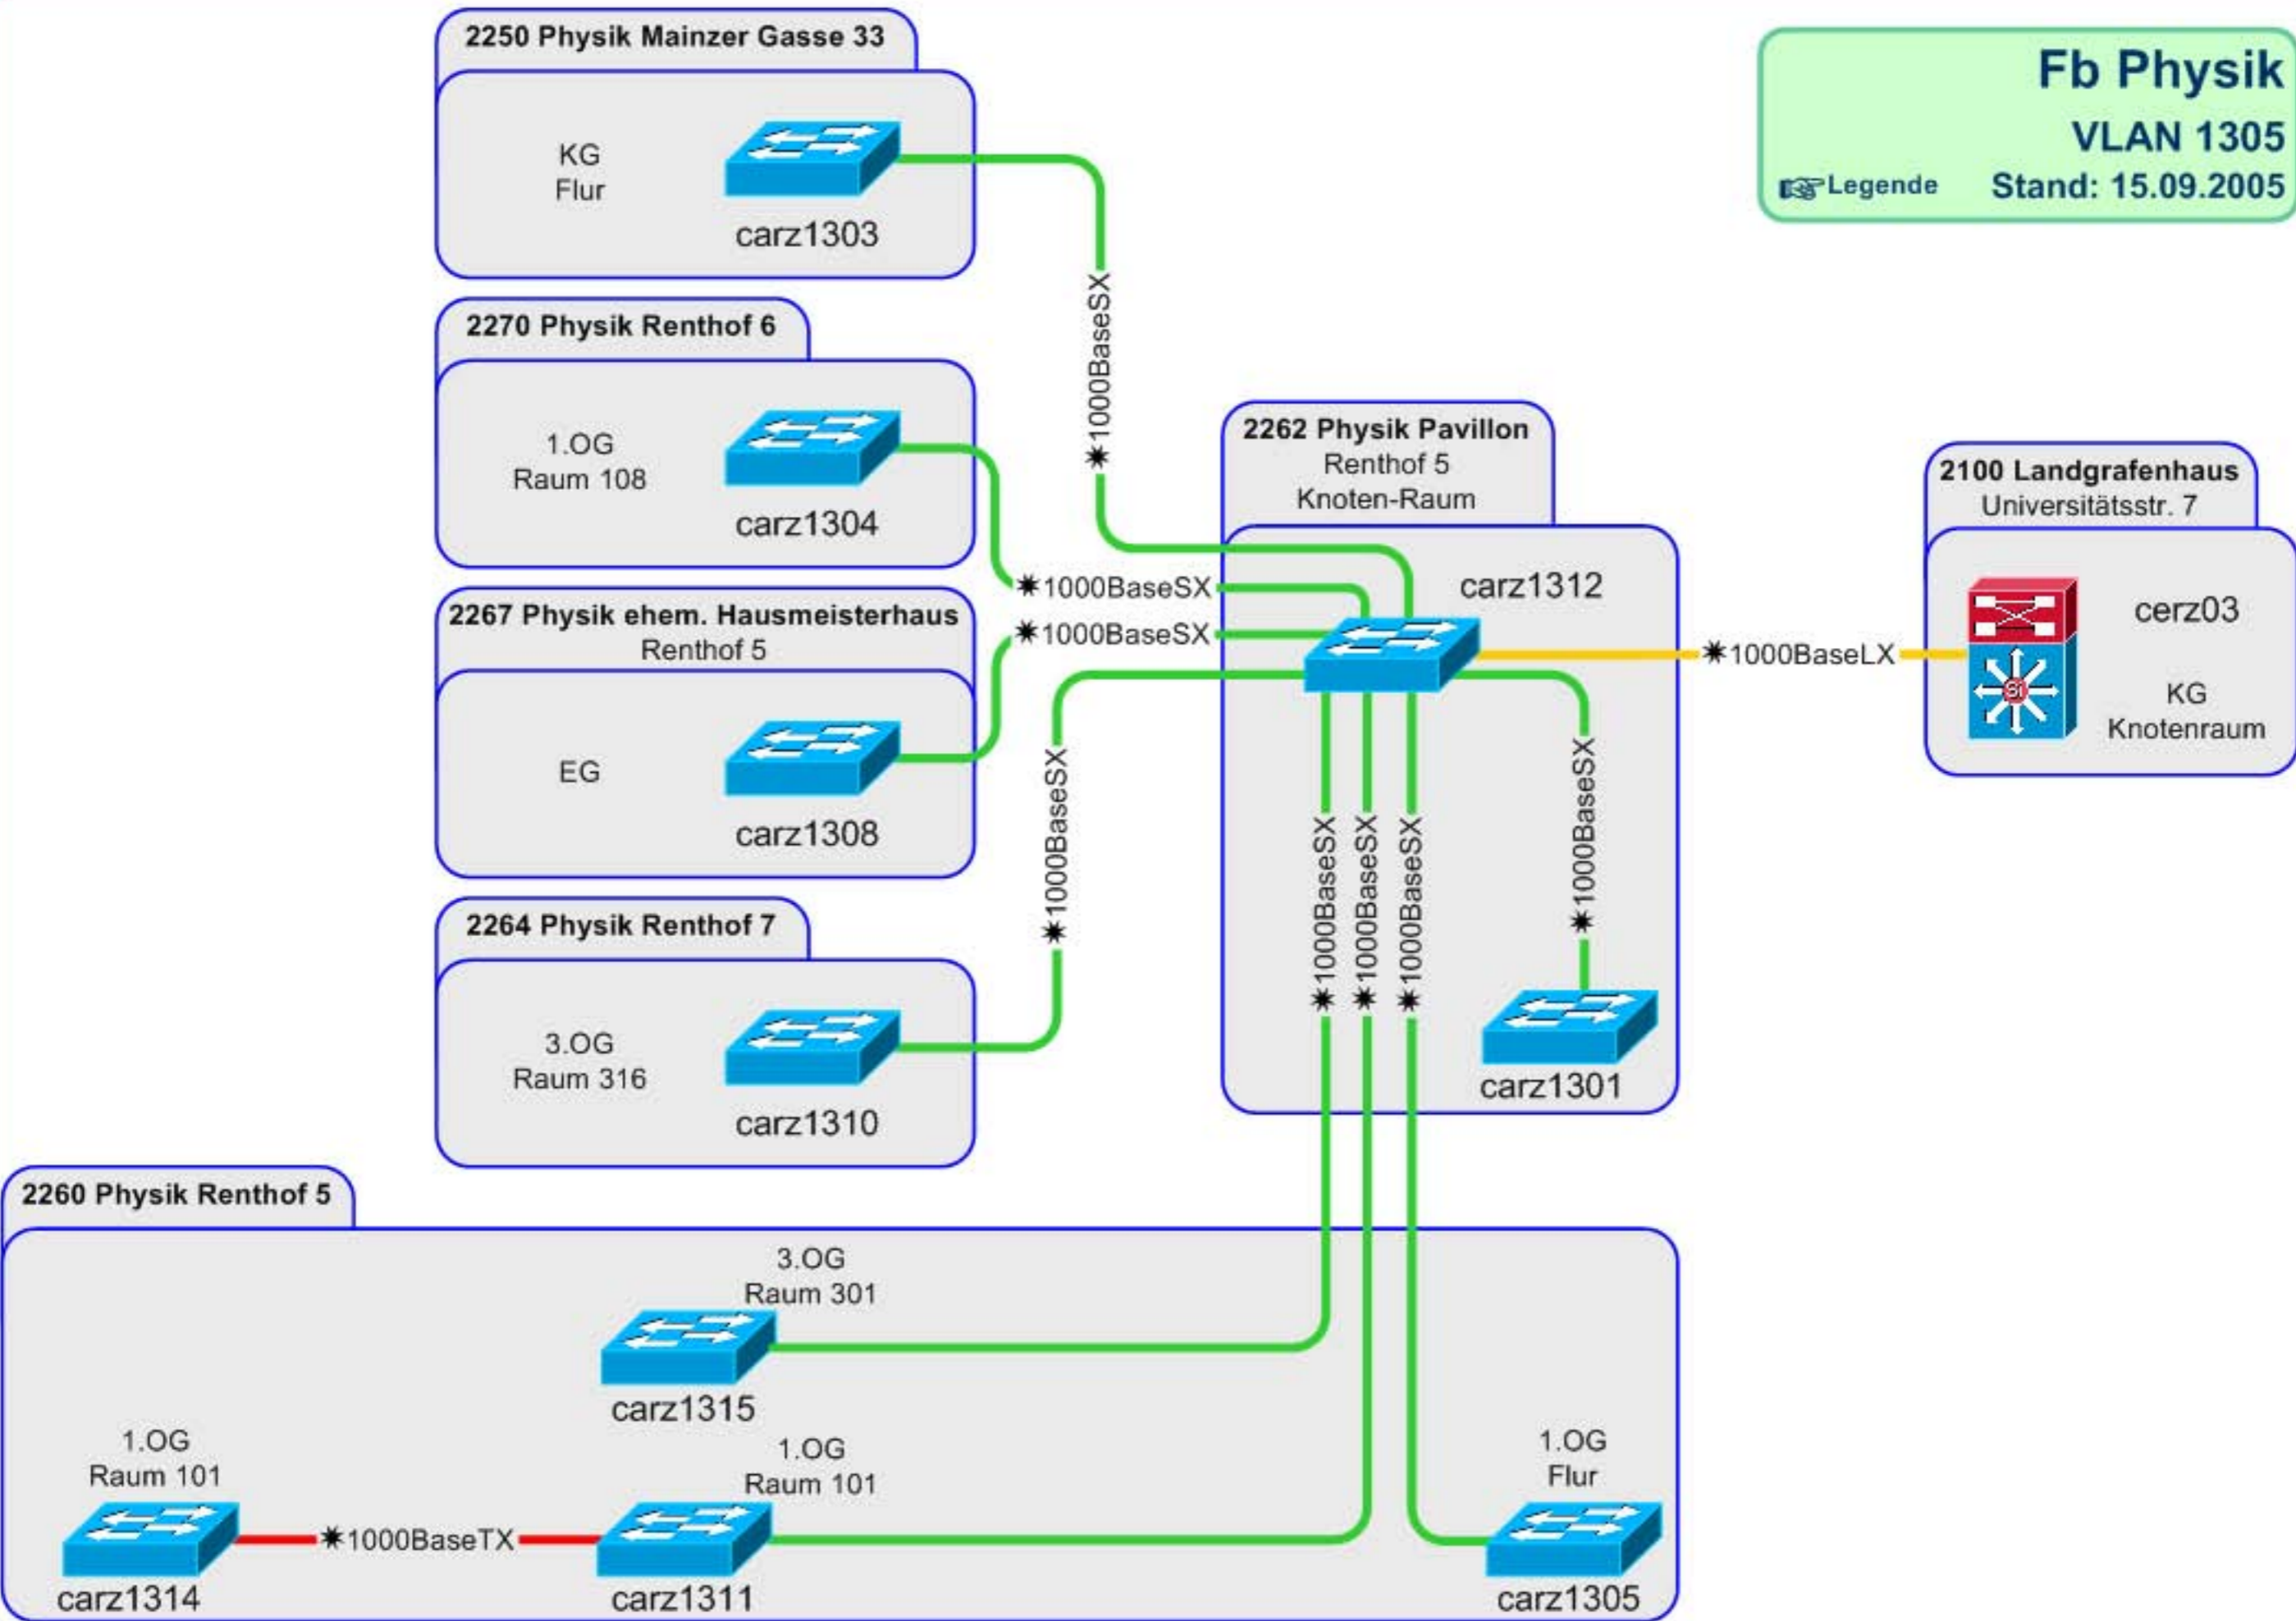 2250 Physik Mainzer Gasse 33
KG
Flur
carz1303
Fb Physik
VLAN 1305
Legende
Stand: 15.09.2005
✷1000BaseSX
2270 Physik Renthof 6
1.OG
Raum 108
carz1304
✷1000BaseSX
2267 Physik ehem. Hausmeisterhaus
Renthof 5
✷1000BaseSX
EG
carz1308
2264 Physik Renthof 7
3.OG
Raum 316
carz1310
✷1000BaseSX
2262 Physik Pavillon
Renthof 5
Knoten-Raum
carz1312
✷1000BaseSX
✷1000BaseSX
✷1000BaseSX
✷1000BaseSX
carz1301
✷1000BaseLX
2100 Landgrafenhaus
Universitätsstr. 7
cerz03
Si
KG
Knotenraum
2260 Physik Renthof 5
3.OG
Raum 301
carz1315
1.OG
Raum 101
carz1314
✷1000BaseTX
1.OG
Raum 101
carz1311
1.OG
Flur
carz1305